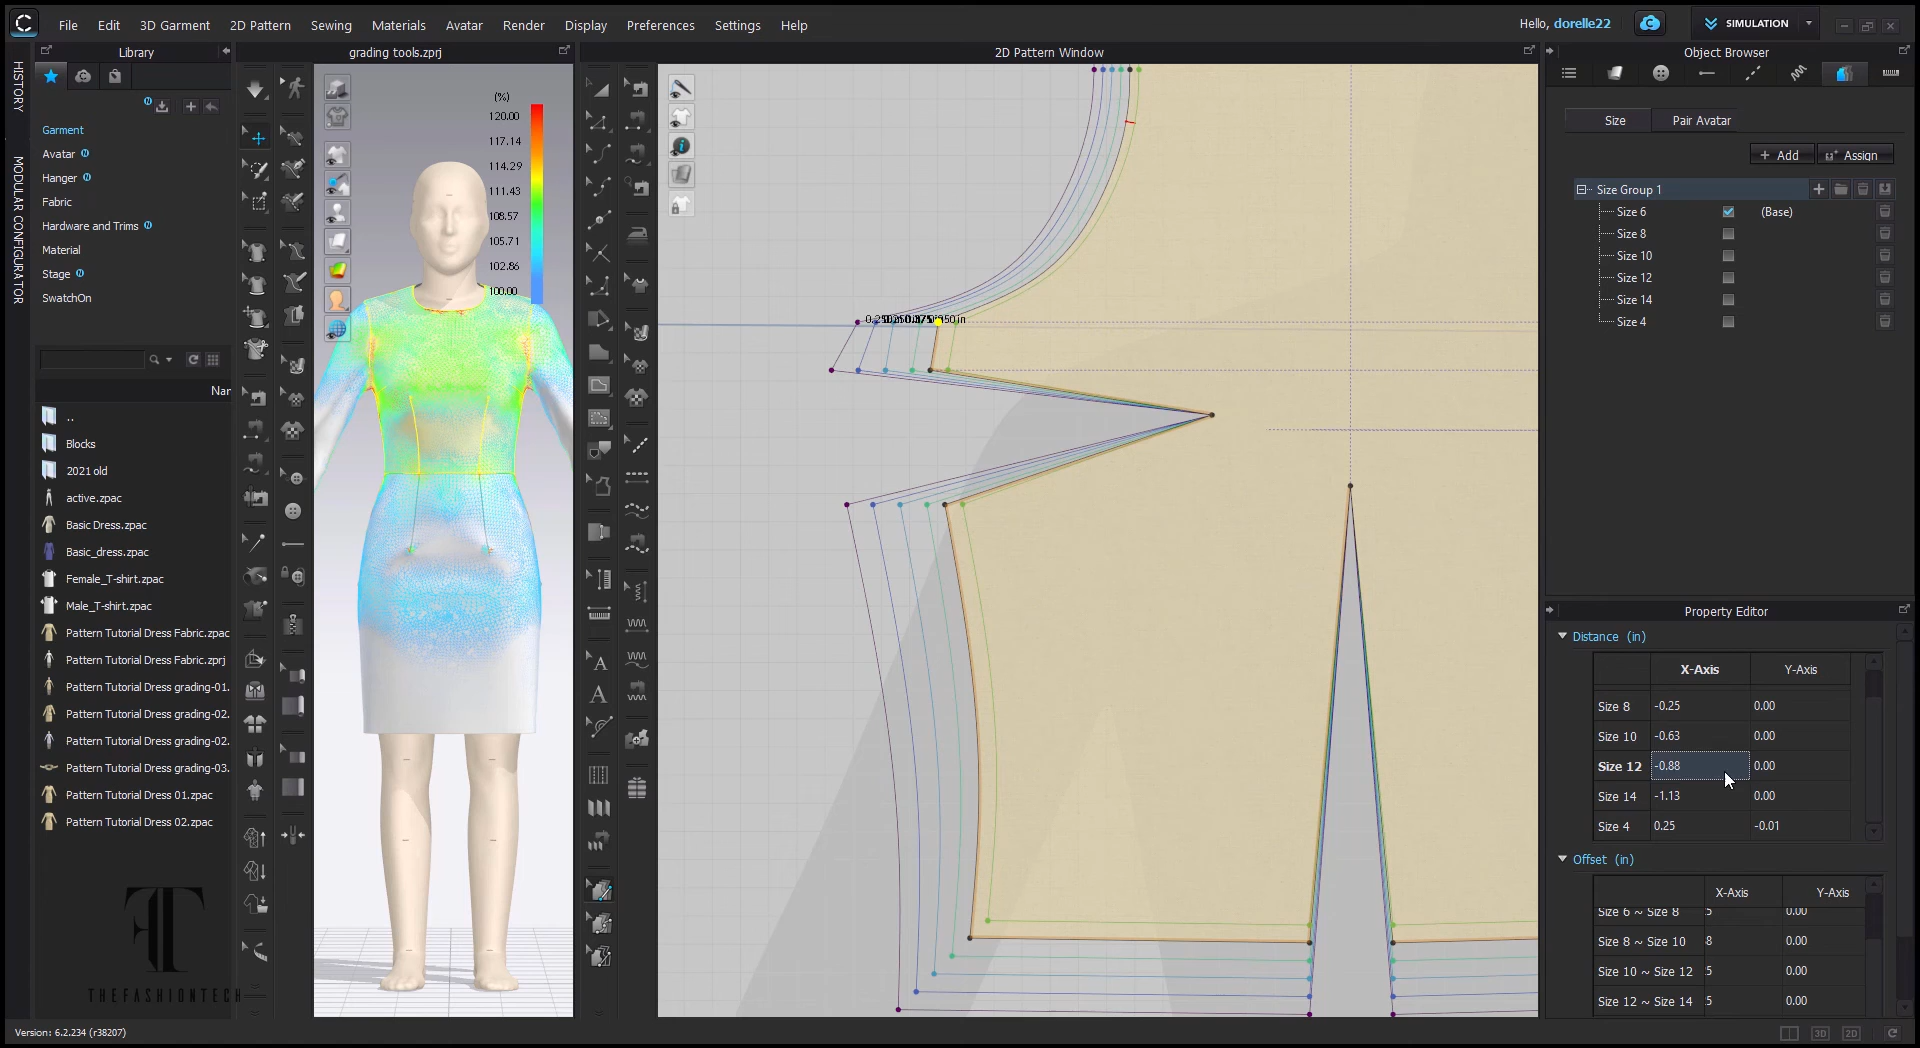 File Edit 3D Garment 2D Pattern Sewing Materials Avatar Render Display Preferences Settings Help
Hello, dorelle22
SIMULATION
Library
grading tools.zprj
2D Pattern Window
Object Browser
HISTORY
MODULAR CONFIGURATOR
Garment
Avatar
Hanger
Fabric
Hardware and Trims
Material
Stage
SwatchOn
Nar
..
Blocks
2021 old
active.zpac
Basic Dress.zpac
Basic_dress.zpac
Female_T-shirt.zpac
Male_T-shirt.zpac
Pattern Tutorial Dress Fabric.zpac
Pattern Tutorial Dress Fabric.zprj
Pattern Tutorial Dress grading-01.
Pattern Tutorial Dress grading-02.
Pattern Tutorial Dress grading-02.
Pattern Tutorial Dress grading-03.
Pattern Tutorial Dress 01.zpac
Pattern Tutorial Dress 02.zpac
THEFASHIONTECH
(%)
120.00
117.14
114.29
111.43
108.57
105.71
102.86
100.00
Size Pair Avatar
+ Add Assign
Size Group 1
Size 6 (Base)
Size 8
Size 10
Size 12
Size 14
Size 4
Property Editor
Distance (in)
X-Axis Y-Axis
Size 8 -0.25 0.00
Size 10 -0.63 0.00
Size 12 -0.88 0.00
Size 14 -1.13 0.00
Size 4 0.25 -0.01
Offset (in)
X-Axis Y-Axis
Size 6 ~ Size 8 5 0.00
Size 8 ~ Size 10 8 0.00
Size 10 ~ Size 12 5 0.00
Size 12 ~ Size 14 5 0.00
Version: 6.2.234 (r38207)
3D 2D